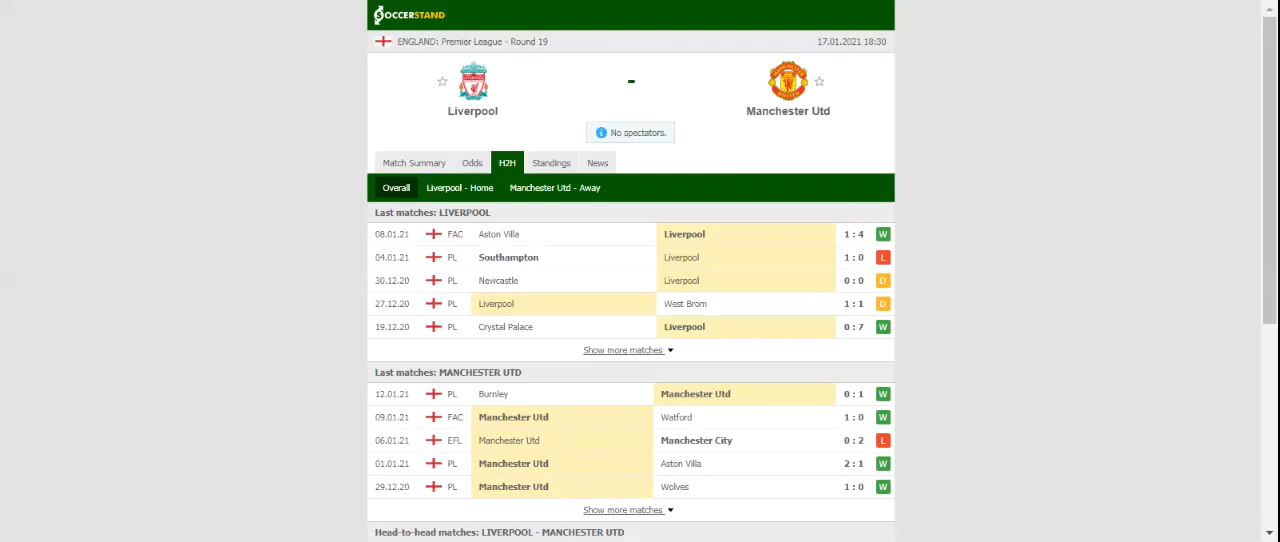 SOCCERSTAND
ENGLAND: Premier League - Round 19 17.01.2021 18:30
-
Liverpool Manchester Utd
No spectators.
Match Summary Odds H2H Standings News
Overall Liverpool - Home Manchester Utd - Away
Last matches: LIVERPOOL
08.01.21 FAC Aston Villa Liverpool 1 : 4 W
04.01.21 PL Southampton Liverpool 1 : 0 L
30.12.20 PL Newcastle Liverpool 0 : 0 D
27.12.20 PL Liverpool West Brom 1 : 1 D
19.12.20 PL Crystal Palace Liverpool 0 : 7 W
Show more matches
Last matches: MANCHESTER UTD
12.01.21 PL Burnley Manchester Utd 0 : 1 W
09.01.21 FAC Manchester Utd Watford 1 : 0 W
06.01.21 EFL Manchester Utd Manchester City 0 : 2 L
01.01.21 PL Manchester Utd Aston Villa 2 : 1 W
29.12.20 PL Manchester Utd Wolves 1 : 0 W
Show more matches
Head-to-head matches: LIVERPOOL - MANCHESTER UTD